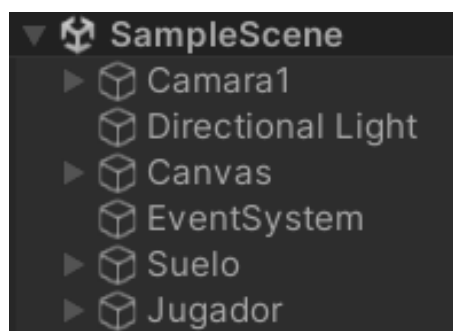 SampleScene
Camara1
Directional Light
Canvas
EventSystem
Suelo
Jugador